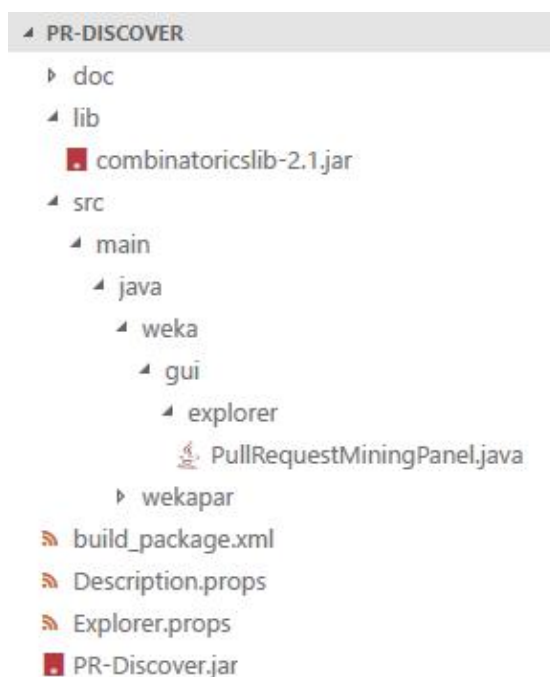 PR-DISCOVER
doc
lib
combinatoricslib-2.1.jar
src
main
java
weka
gui
explorer
PullRequestMiningPanel.java
wekapar
build_package.xml
Description.props
Explorer.props
PR-Discover.jar